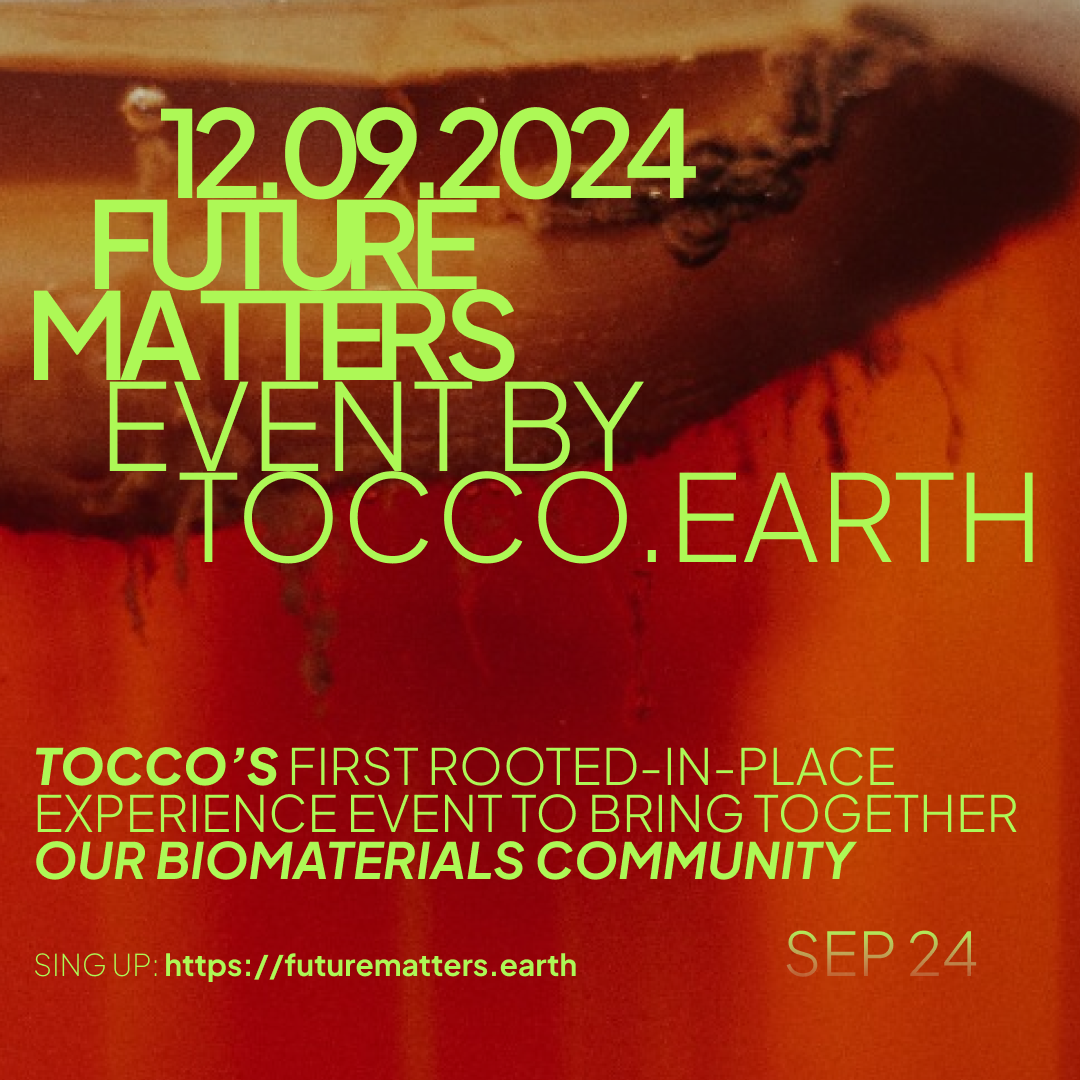 12.09.2024
FUTURE
MATTERS
EVENT BY
TOCCO.EARTH
TOCCO'S FIRST ROOTED-IN-PLACE
EXPERIENCE EVENT TO BRING TOGETHER
OUR BIOMATERIALS COMMUNITY
SING UP: https://futurematters.earth
SEP 24